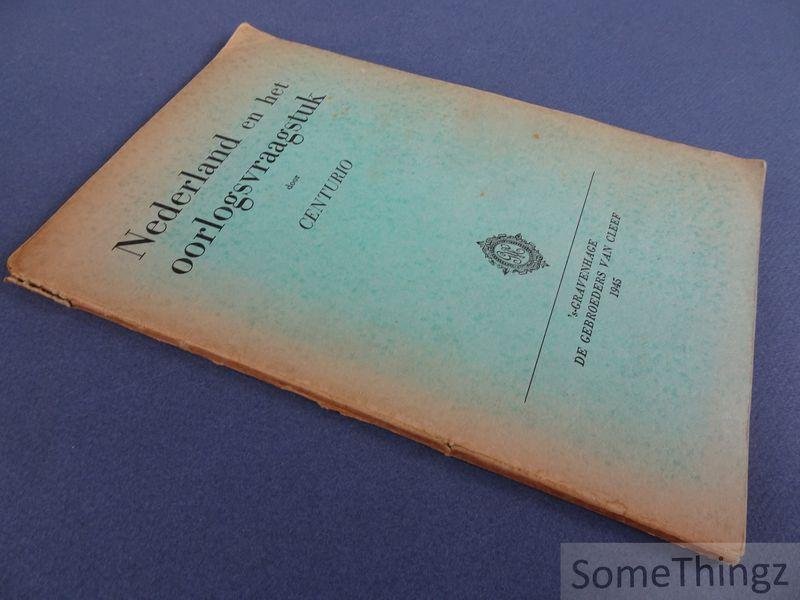 Nederland en het
oorlogsvraagstuk
door
CENTURIO
's-GRAVENHAGE
DE GEBROEDERS VAN CLEEF
1945
SomeThingz